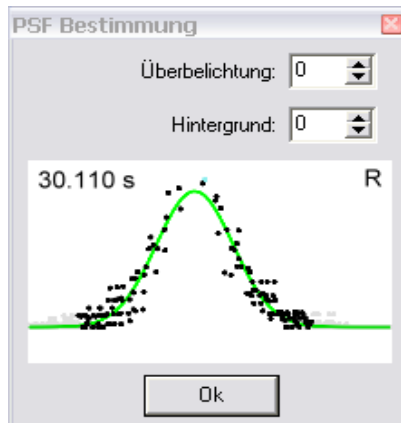 PSF Bestimmung
Überbelichtung: 0
Hintergrund: 0
30.110 s R
Ok